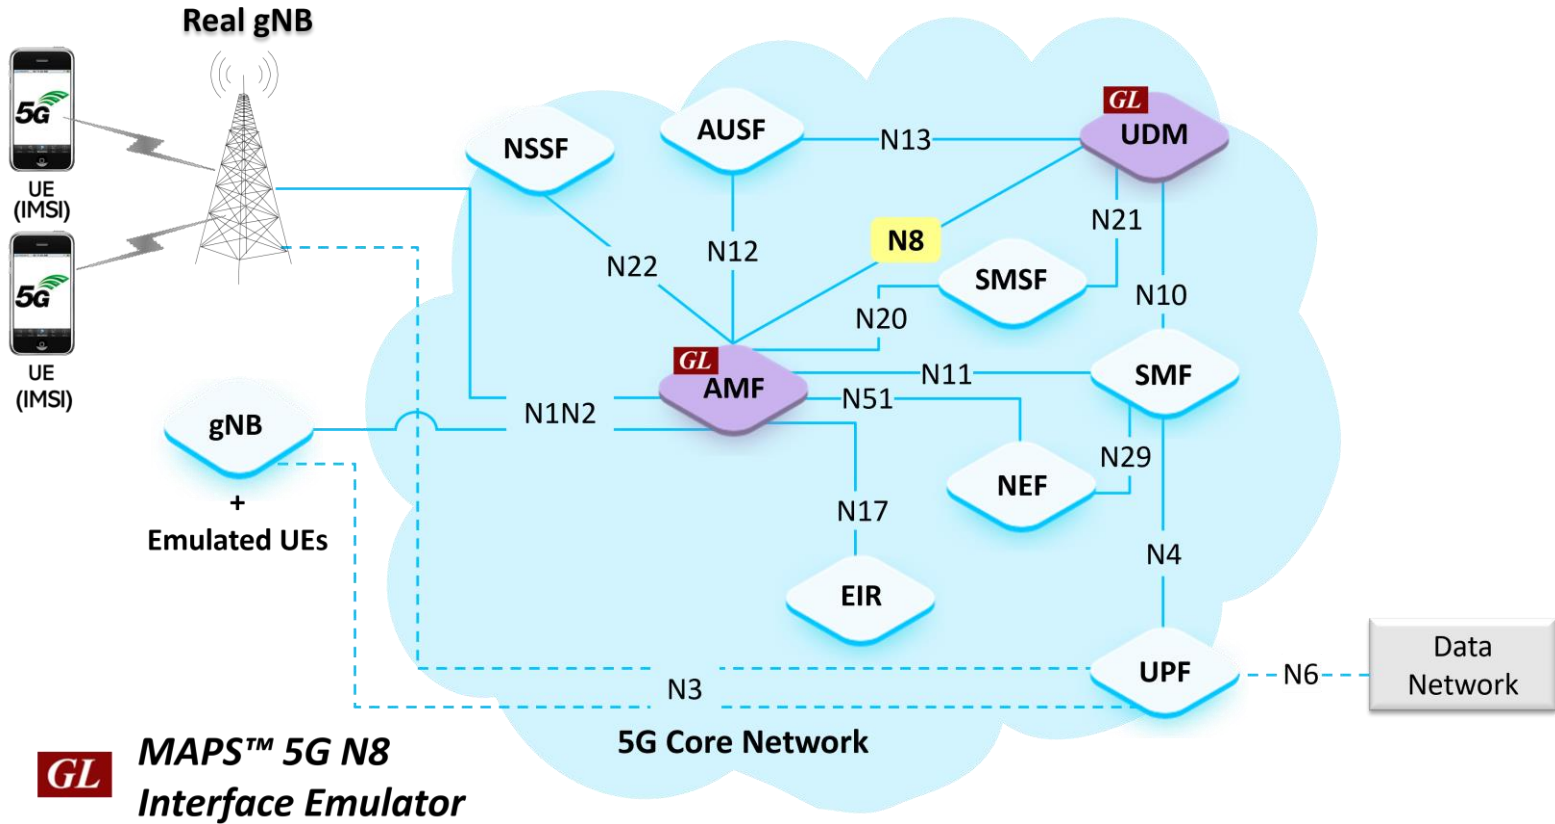 Real gNB
5G
UE
(IMSI)
5G
UE
(IMSI)
NSSF
AUSF
N13
GL
UDM
N22
N12
N8
N21
SMSF
N20
N10
GL
AMF
N11
SMF
N51
N1N2
gNB
+
Emulated UEs
N29
NEF
N17
N4
EIR
UPF
N6
Data
Network
N3
5G Core Network
GL
MAPS™ 5G N8
Interface Emulator